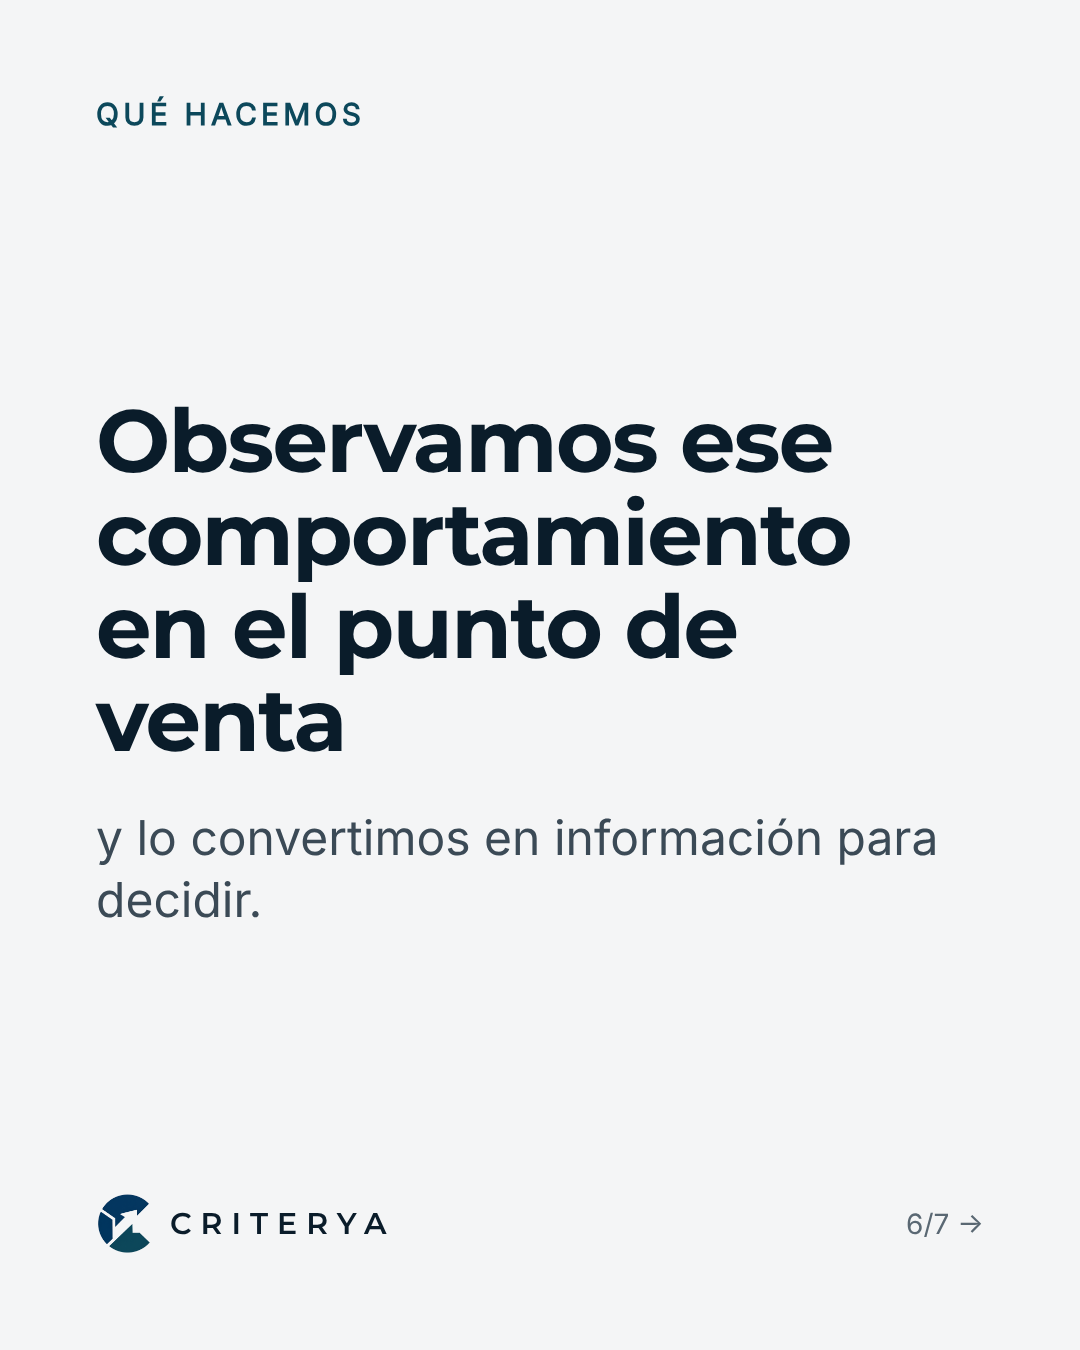 QUÉ HACEMOS
Observamos ese
comportamiento
en el punto de
venta
y lo convertimos en información para
decidir.
CRITERYA
6/7 →